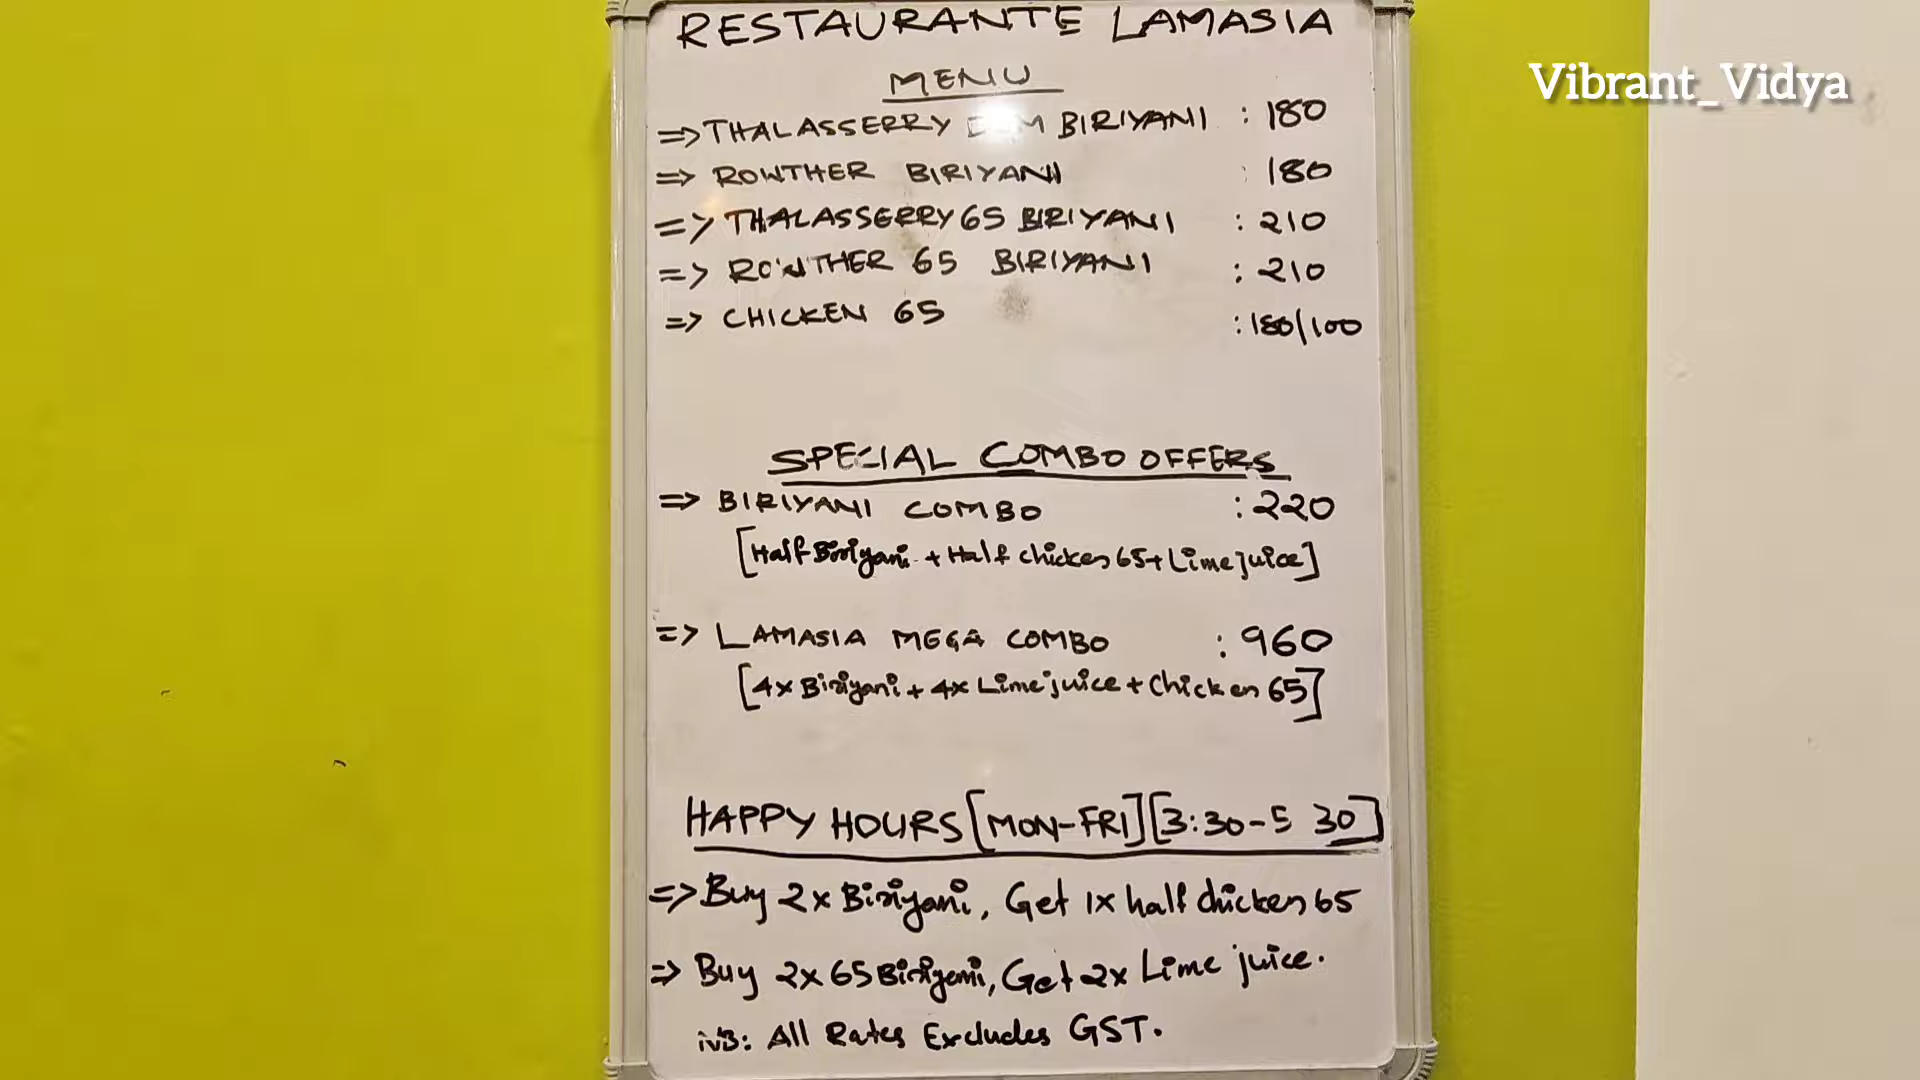 RESTAURANTE LAMASIA
Vibrant_Vidya
MENU
=> THALASSERRY DUM BIRIYANI : 180
=> ROWTHER BIRIYANI : 180
=> THALASSERRY 65 BIRIYANI : 210
=> ROWTHER 65 BIRIYANI : 210
=> CHICKEN 65 : 180/100
SPECIAL COMBO OFFERS
=> BIRIYANI COMBO : 220
[Half Biriyani + Half chicken 65 + Lime juice]
=> LAMASIA MEGA COMBO : 960
[4x Biriyani + 4x Lime juice + Chicken 65]
HAPPY HOURS [MON-FRI] [3:30-5 30]
=> Buy 2x Biriyani, Get 1x half chicken 65
=> Buy 2x 65 Biriyani, Get 2x Lime juice.
NB: All Rates Excludes GST.